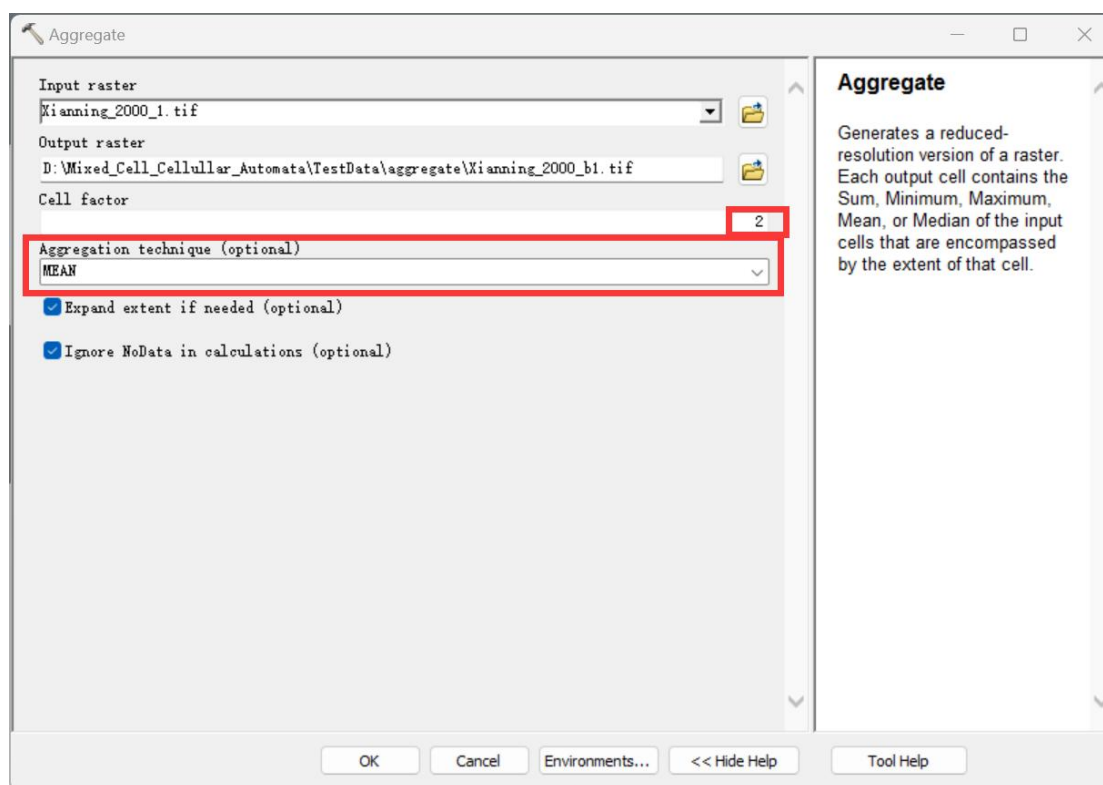 Aggregate
Input raster
Xianning_2000_1.tif
Output raster
D:\Mixed_Cell_Cellullar_Automata\TestData\aggregate\Xianning_2000_b1.tif
Cell factor
2
Aggregation technique (optional)
MEAN
Expand extent if needed (optional)
Ignore NoData in calculations (optional)
Aggregate
Generates a reduced-
resolution version of a raster.
Each output cell contains the
Sum, Minimum, Maximum,
Mean, or Median of the input
cells that are encompassed
by the extent of that cell.
OK
Cancel
Environments...
<< Hide Help
Tool Help